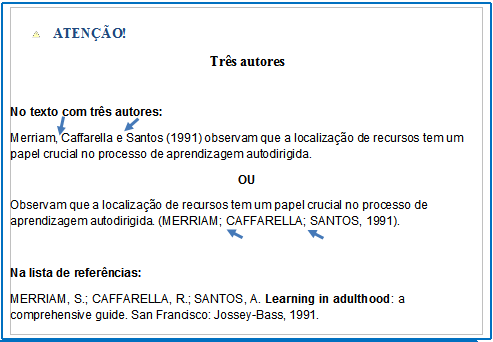 ATENÇÃO!
Três autores
No texto com três autores:
Merriam, Caffarella e Santos (1991) observam que a localização de recursos tem um
papel crucial no processo de aprendizagem autodirigida.
OU
Observam que a localização de recursos tem um papel crucial no processo de
aprendizagem autodirigida. (MERRIAM; CAFFARELLA; SANTOS, 1991).
Na lista de referências:
MERRIAM, S.; CAFFARELLA, R.; SANTOS, A. Learning in adulthood: a
comprehensive guide. San Francisco: Jossey-Bass, 1991.